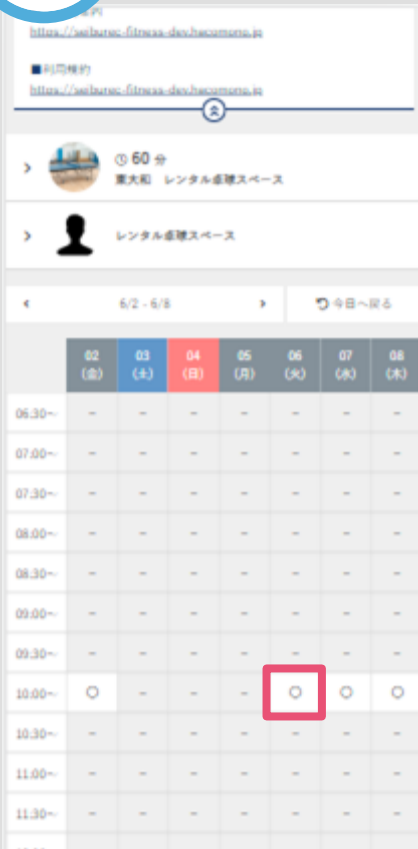 https://seiburec-fitness-dev.hacomono.jp
■利用規約
https://seiburec-fitness-dev.hacomono.jp
60 分
東大和 レンタル卓球スペース
レンタル卓球スペース
< 6/2 - 6/8 > 今日へ戻る
02 03 04 05 06 07 08
(金) (土) (日) (月) (火) (水) (木)
06:30~ - - - - - - -
07:00~ - - - - - - -
07:30~ - - - - - - -
08:00~ - - - - - - -
08:30~ - - - - - - -
09:00~ - - - - - - -
09:30~ - - - - - - -
10:00~ ○ - - - ○ ○ ○
10:30~ - - - - - - -
11:00~ - - - - - - -
11:30~ - - - - - - -